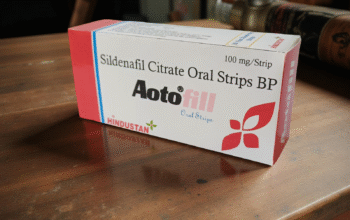 100 mg/Strip
Sildenafil Citrate Oral Strips BP
Aotofill
Oral Strips
HINDUSTAN